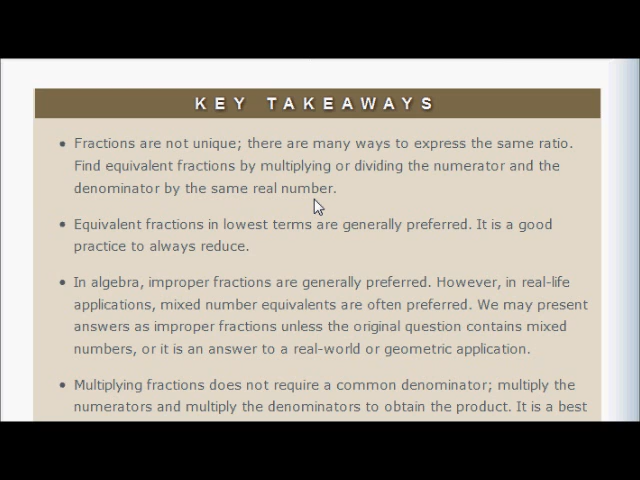 KEY TAKEAWAYS
• Fractions are not unique; there are many ways to express the same ratio.
Find equivalent fractions by multiplying or dividing the numerator and the
denominator by the same real number.
• Equivalent fractions in lowest terms are generally preferred. It is a good
practice to always reduce.
• In algebra, improper fractions are generally preferred. However, in real-life
applications, mixed number equivalents are often preferred. We may present
answers as improper fractions unless the original question contains mixed
numbers, or it is an answer to a real-world or geometric application.
• Multiplying fractions does not require a common denominator; multiply the
numerators and multiply the denominators to obtain the product. It is a best